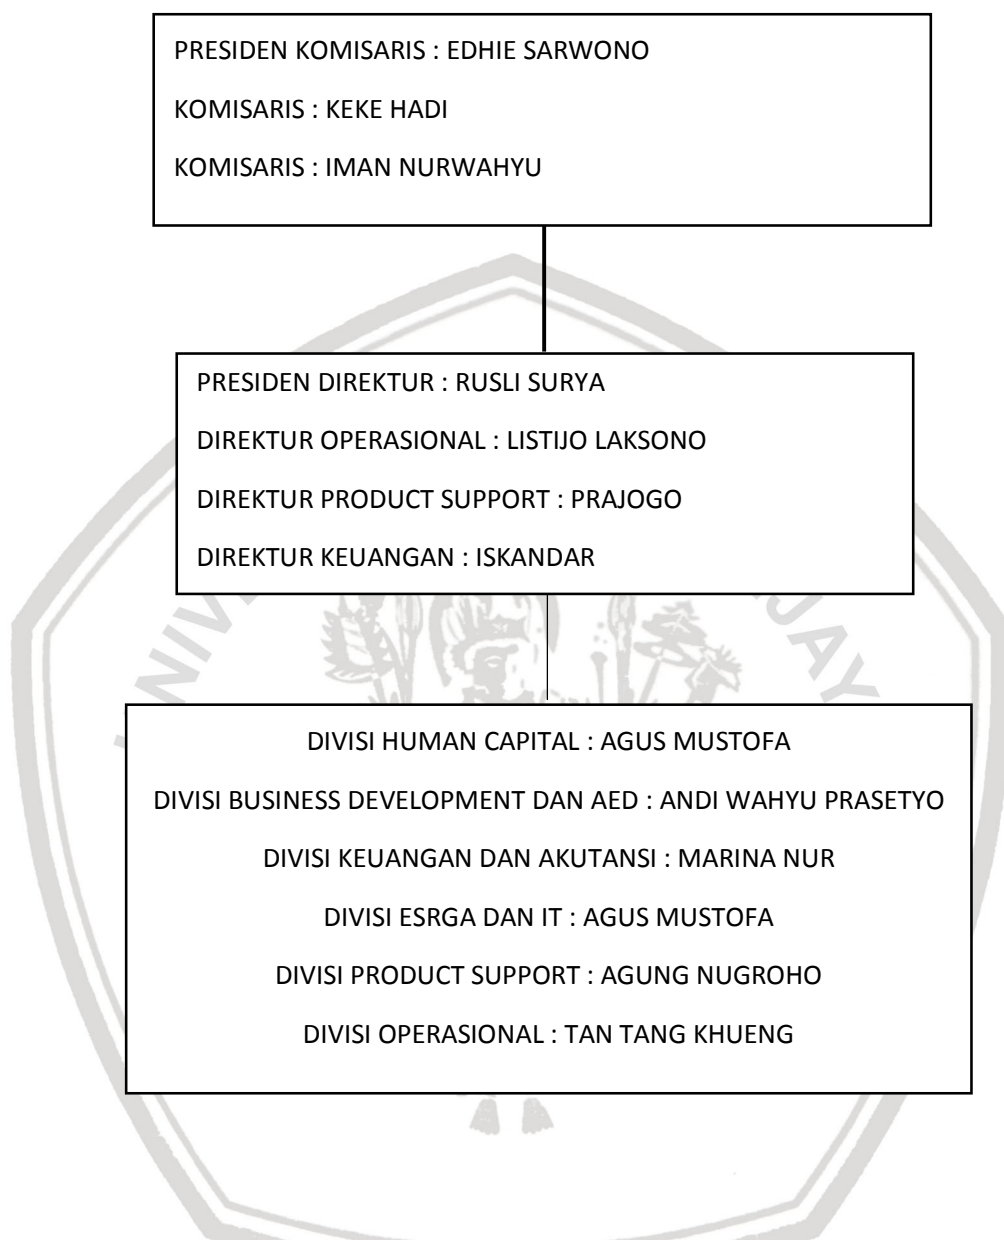 PRESIDEN KOMISARIS : EDHIE SARWONO
KOMISARIS : KEKE HADI
KOMISARIS : IMAN NURWAHYU
PRESIDEN DIREKTUR : RUSLI SURYA
DIREKTUR OPERASIONAL : LISTIJO LAKSONO
DIREKTUR PRODUCT SUPPORT : PRAJOGO
DIREKTUR KEUANGAN : ISKANDAR
DIVISI HUMAN CAPITAL : AGUS MUSTOFA
DIVISI BUSINESS DEVELOPMENT DAN AED : ANDI WAHYU PRASETYO
DIVISI KEUANGAN DAN AKUTANSI : MARINA NUR
DIVISI ESRGA DAN IT : AGUS MUSTOFA
DIVISI PRODUCT SUPPORT : AGUNG NUGROHO
DIVISI OPERASIONAL : TAN TANG KHUENG